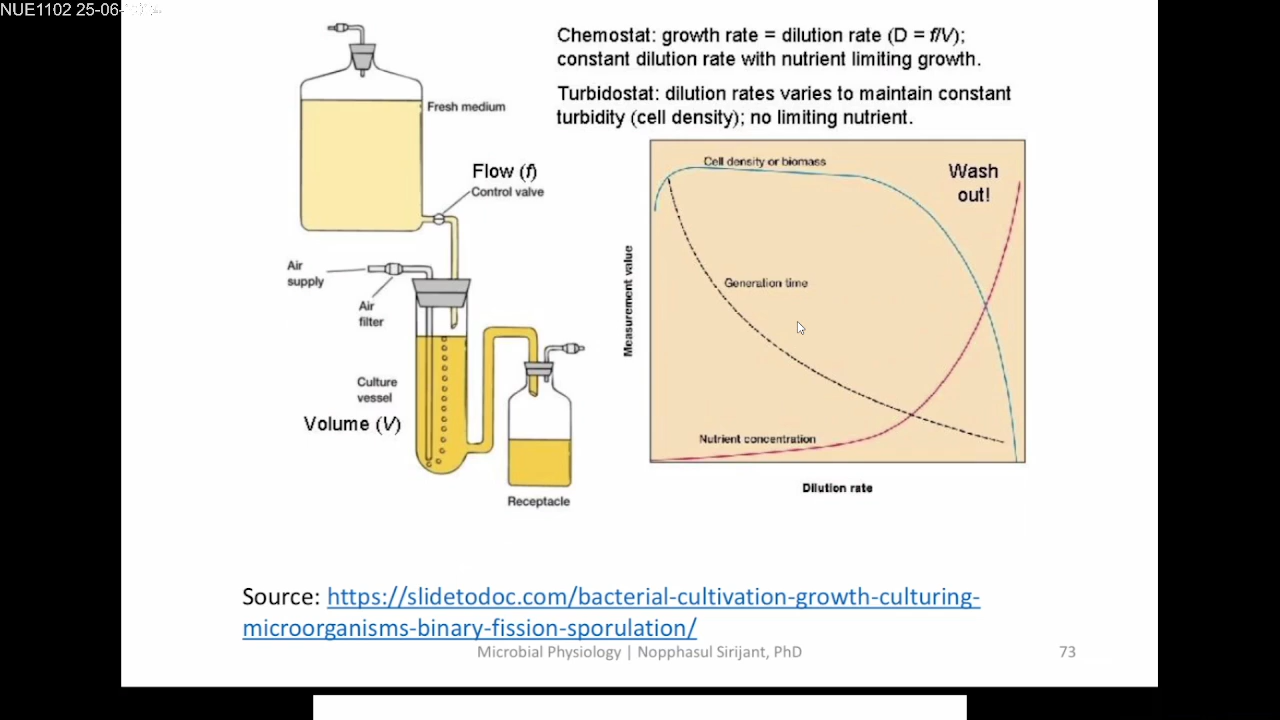 NUE1102 25-06-
Chemostat: growth rate = dilution rate (D = f/V);
constant dilution rate with nutrient limiting growth.
Turbidostat: dilution rates varies to maintain constant
turbidity (cell density); no limiting nutrient.
Fresh medium
Flow (f)
Control valve
Air
supply
Air
filter
Culture
vessel
Volume (V)
Receptacle
Cell density or biomass
Wash
out!
Generation time
Nutrient concentration
Measurement value
Dilution rate
Source: https://slidetodoc.com/bacterial-cultivation-growth-culturing-
microorganisms-binary-fission-sporulation/
Microbial Physiology | Nopphasul Sirijant, PhD
73